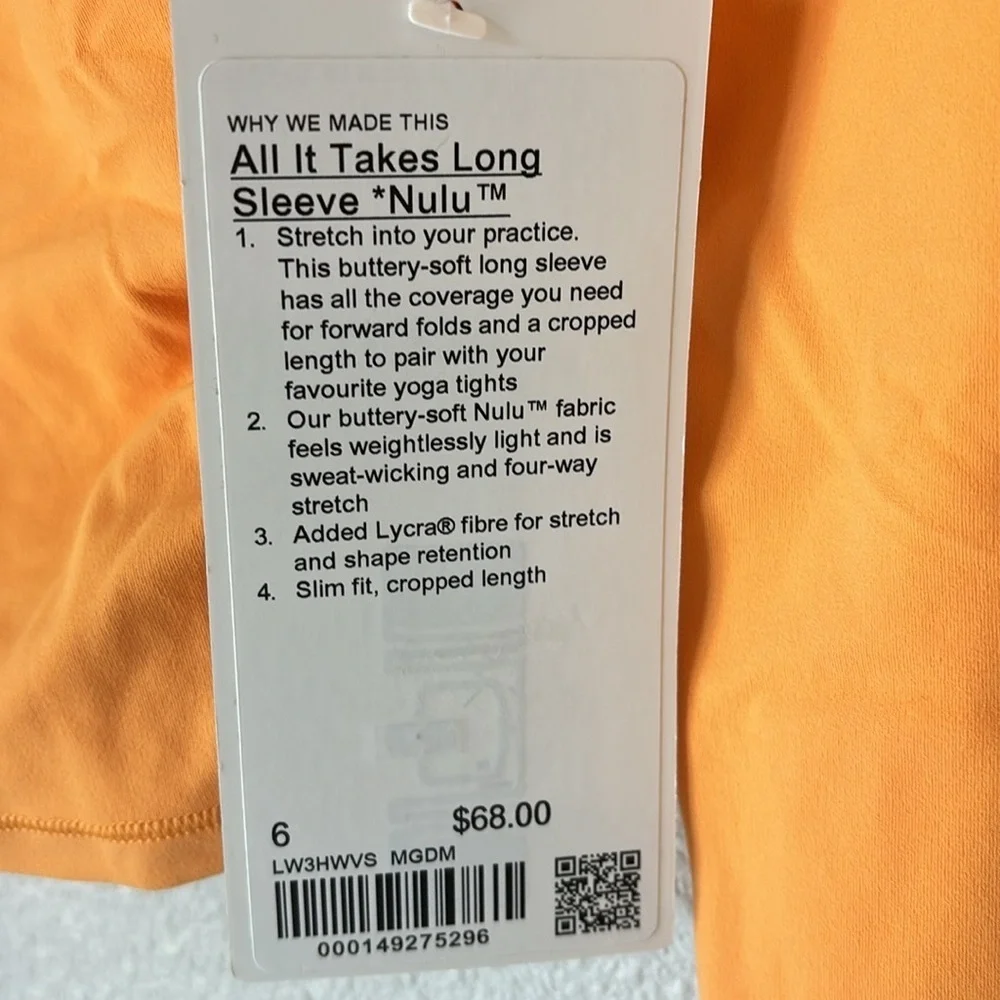 WHY WE MADE THIS
All It Takes Long
Sleeve *Nulu™
1. Stretch into your practice.
This buttery-soft long sleeve
has all the coverage you need
for forward folds and a cropped
length to pair with your
favourite yoga tights
2. Our buttery-soft Nulu™ fabric
feels weightlessly light and is
sweat-wicking and four-way
stretch
3. Added Lycra® fibre for stretch
and shape retention
4. Slim fit, cropped length
6 $68.00
LW3HWVS MGDM
000149275296